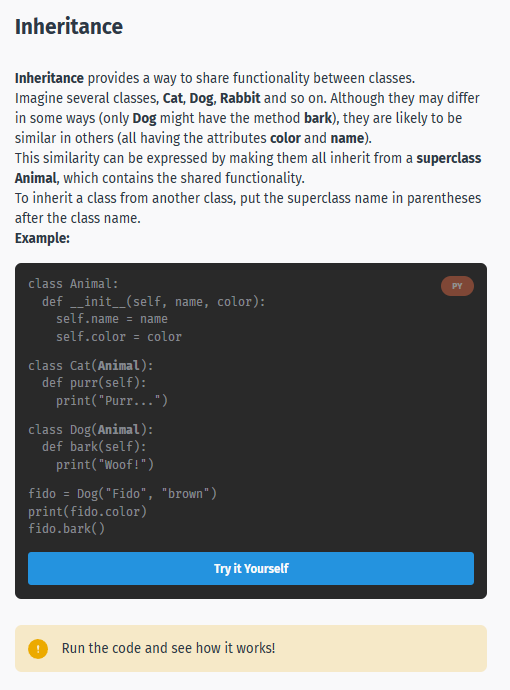 Inheritance
Inheritance provides a way to share functionality between classes.
Imagine several classes, Cat, Dog, Rabbit and so on. Although they may differ
in some ways (only Dog might have the method bark), they are likely to be
similar in others (all having the attributes color and name).
This similarity can be expressed by making them all inherit from a superclass
Animal, which contains the shared functionality.
To inherit a class from another class, put the superclass name in parentheses
after the class name.
Example:
PY
class Animal:
  def __init__(self, name, color):
    self.name = name
    self.color = color
class Cat(Animal):
  def purr(self):
    print("Purr...")
class Dog(Animal):
  def bark(self):
    print("Woof!")
fido = Dog("Fido", "brown")
print(fido.color)
fido.bark()
Try it Yourself
! Run the code and see how it works!